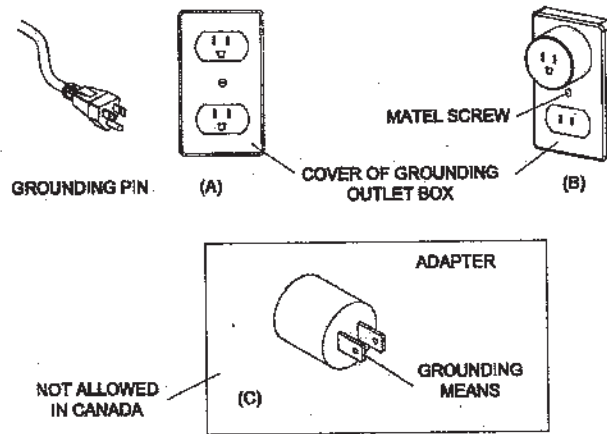 MATEL SCREW
GROUNDING PIN
(A)
COVER OF GROUNDING
OUTLET BOX
(B)
ADAPTER
GROUNDING
MEANS
NOT ALLOWED
IN CANADA
(C)